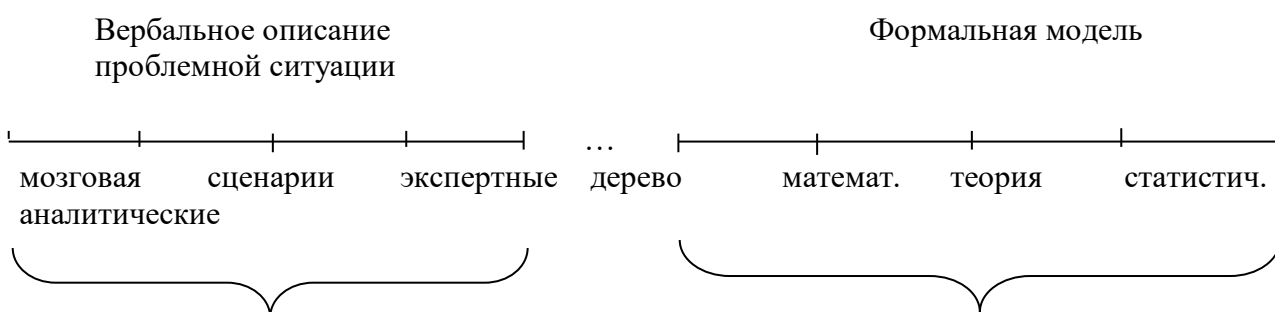 Вербальное описание Формальная модель
проблемной ситуации
…
мозговая сценарии экспертные дерево математ. теория статистич.
аналитические